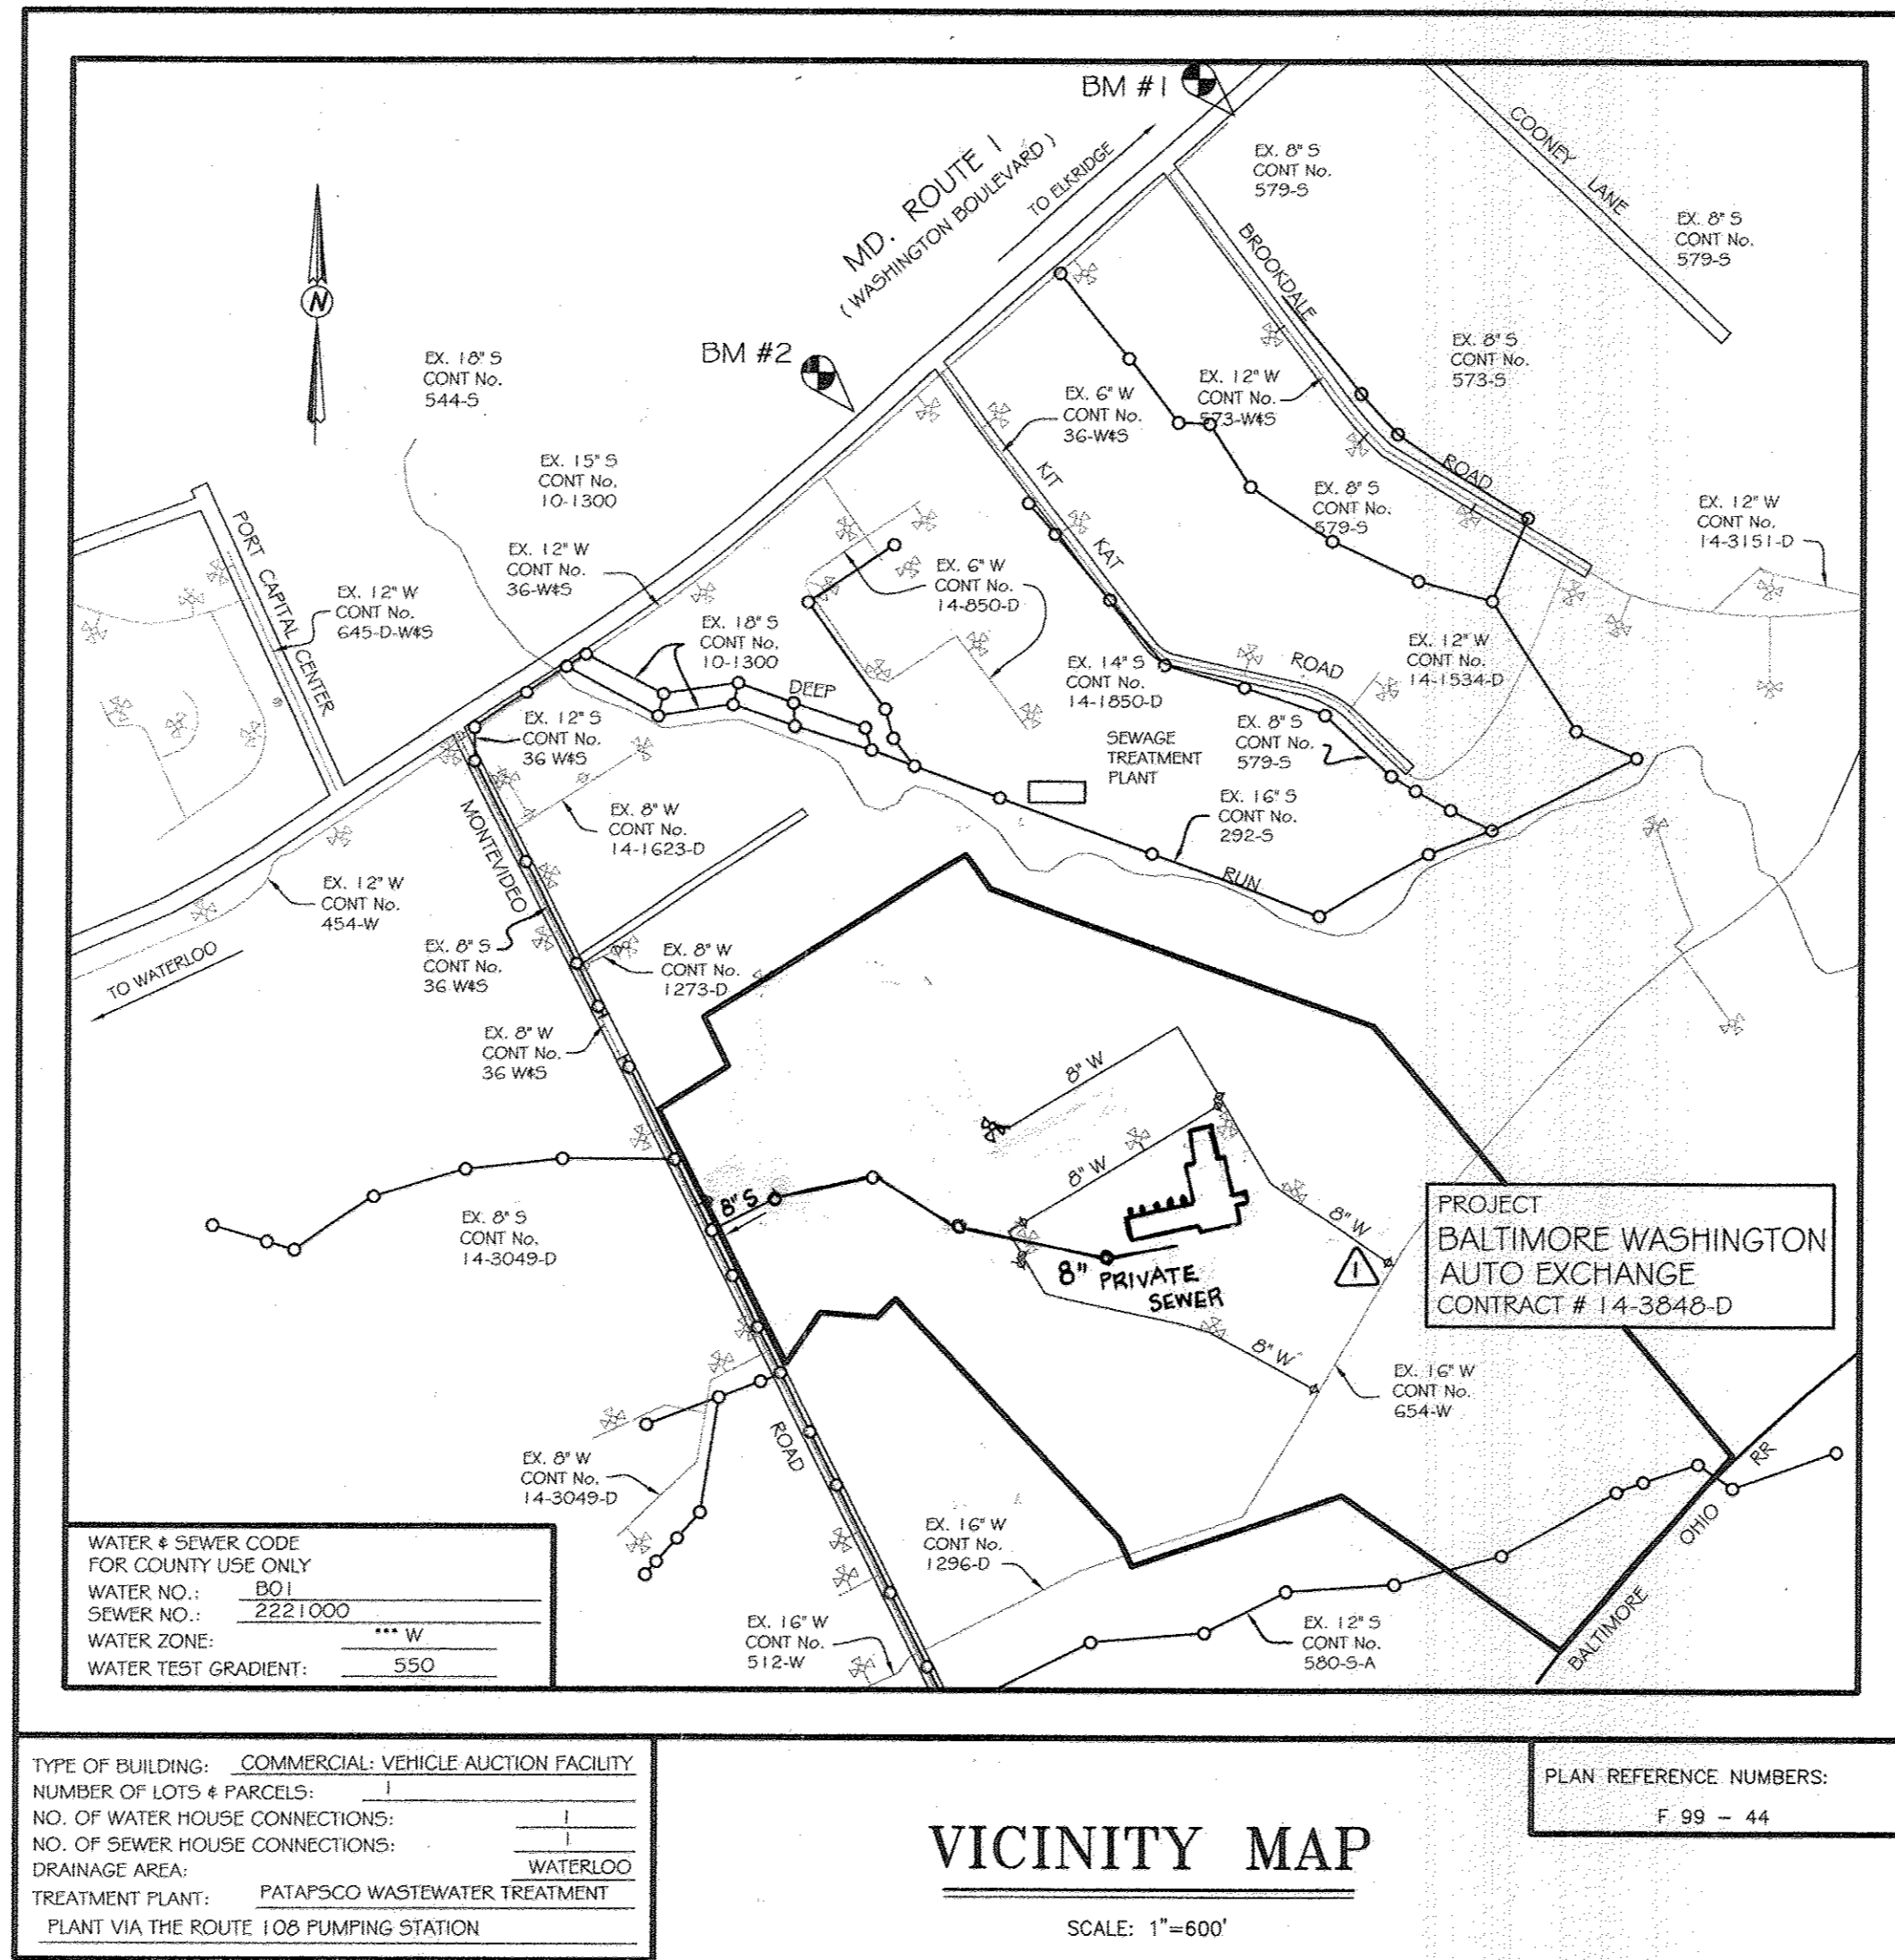 BM #1
MD. ROUTE 1
(WASHINGTON BOULEVARD)
TO ELKRIDGE
COONEY LANE
EX. 8" S
CONT No.
579-S
EX. 8" S
CONT No.
579-S
BROOKDALE
ROAD
N
BM #2
EX. 18" S
CONT No.
544-S
EX. 6" W
CONT No.
36-W&S
EX. 12" W
CONT No.
573-W&S
EX. 8" S
CONT No.
573-S
EX. 15" S
CONT No.
10-1300
KIT KAT
ROAD
EX. 8" S
CONT No.
579-S
EX. 12" W
CONT No.
14-3151-D
PORT CAPITAL CENTER
EX. 12" W
CONT No.
36-W&S
EX. 12" W
CONT No.
645-D-W&S
EX. 6" W
CONT No.
14-850-D
EX. 18" S
CONT No.
10-1300
DEEP
EX. 14" S
CONT No.
14-1850-D
EX. 12" W
CONT No.
14-1534-D
EX. 12" S
CONT No.
36 W&S
SEWAGE
TREATMENT
PLANT
EX. 8" S
CONT No.
579-S
EX. 8" W
CONT No.
14-1623-D
EX. 16" S
CONT No.
292-S
RUN
MONTEVIDEO
EX. 12" W
CONT No.
454-W
TO WATERLOO
EX. 8" S
CONT No.
36 W&S
EX. 8" W
CONT No.
1273-D
EX. 8" W
CONT No.
36 W&S
8" W
8" W
8" W
8" S
EX. 8" S
CONT No.
14-3049-D
8" PRIVATE
SEWER
1
PROJECT
BALTIMORE WASHINGTON
AUTO EXCHANGE
CONTRACT # 14-3848-D
8" W
EX. 16" W
CONT No.
654-W
ROAD
EX. 8" W
CONT No.
14-3049-D
EX. 16" W
CONT No.
1296-D
EX. 16" W
CONT No.
512-W
EX. 12" S
CONT No.
580-S-A
BALTIMORE OHIO RR
WATER & SEWER CODE
FOR COUNTY USE ONLY
WATER NO.: B01
SEWER NO.: 2221000
WATER ZONE: *** W
WATER TEST GRADIENT: 550
TYPE OF BUILDING: COMMERCIAL: VEHICLE AUCTION FACILITY
NUMBER OF LOTS & PARCELS: 1
NO. OF WATER HOUSE CONNECTIONS: 1
NO. OF SEWER HOUSE CONNECTIONS: 1
DRAINAGE AREA: WATERLOO
TREATMENT PLANT: PATAPSCO WASTEWATER TREATMENT
PLANT VIA THE ROUTE 108 PUMPING STATION
VICINITY MAP
SCALE: 1"=600'
PLAN REFERENCE NUMBERS:
F 99 - 44